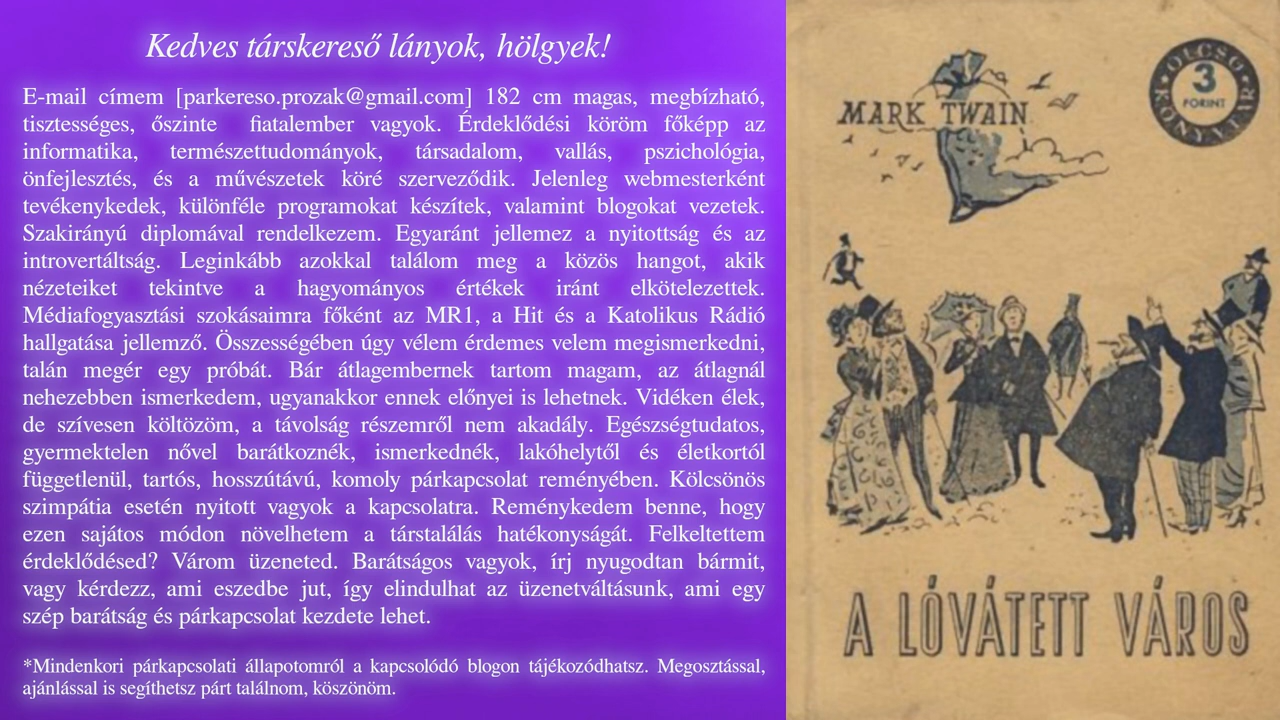 Kedves társkereső lányok, hölgyek!
E-mail címem [parkereso.prozak@gmail.com] 182 cm magas, megbízható,
tisztességes, őszinte fiatalember vagyok. Érdeklődési köröm főképp az
informatika, természettudományok, társadalom, vallás, pszichológia,
önfejlesztés, és a művészetek köré szerveződik. Jelenleg webmesterként
tevékenykedek, különféle programokat készítek, valamint blogokat vezetek.
Szakirányú diplomával rendelkezem. Egyaránt jellemez a nyitottság és az
introvertáltság. Leginkább azokkal találom meg a közös hangot, akik
nézeteiket tekintve a hagyományos értékek iránt elkötelezettek.
Médiafogyasztási szokásaimra főként az MR1, a Hit és a Katolikus Rádió
hallgatása jellemző. Összességében úgy vélem érdemes velem megismerkedni,
talán megér egy próbát. Bár átlagembernek tartom magam, az átlagnál
nehezebben ismerkedem, ugyanakkor ennek előnyei is lehetnek. Vidéken élek,
de szívesen költözöm, a távolság részemről nem akadály. Egészségtudatos,
gyermektelen nővel barátkoznék, ismerkednék, lakóhelytől és életkortól
függetlenül, tartós, hosszútávú, komoly párkapcsolat reményében. Kölcsönös
szimpátia esetén nyitott vagyok a kapcsolatra. Reménykedem benne, hogy
ezen sajátos módon növelhetem a társtalálás hatékonyságát. Felkeltettem
érdeklődésed? Várom üzeneted. Barátságos vagyok, írj nyugodtan bármit,
vagy kérdezz, ami eszedbe jut, így elindulhat az üzenetváltásunk, ami egy
szép barátság és párkapcsolat kezdete lehet.
*Mindenkori párkapcsolati állapotomról a kapcsolódó blogon tájékozódhatsz. Megosztással,
ajánlással is segíthetsz párt találnom, köszönöm.
MARK TWAIN
OLCSÓ
3
FORINT
KÖNYVTÁR
A LÓVÁTETT VÁROS